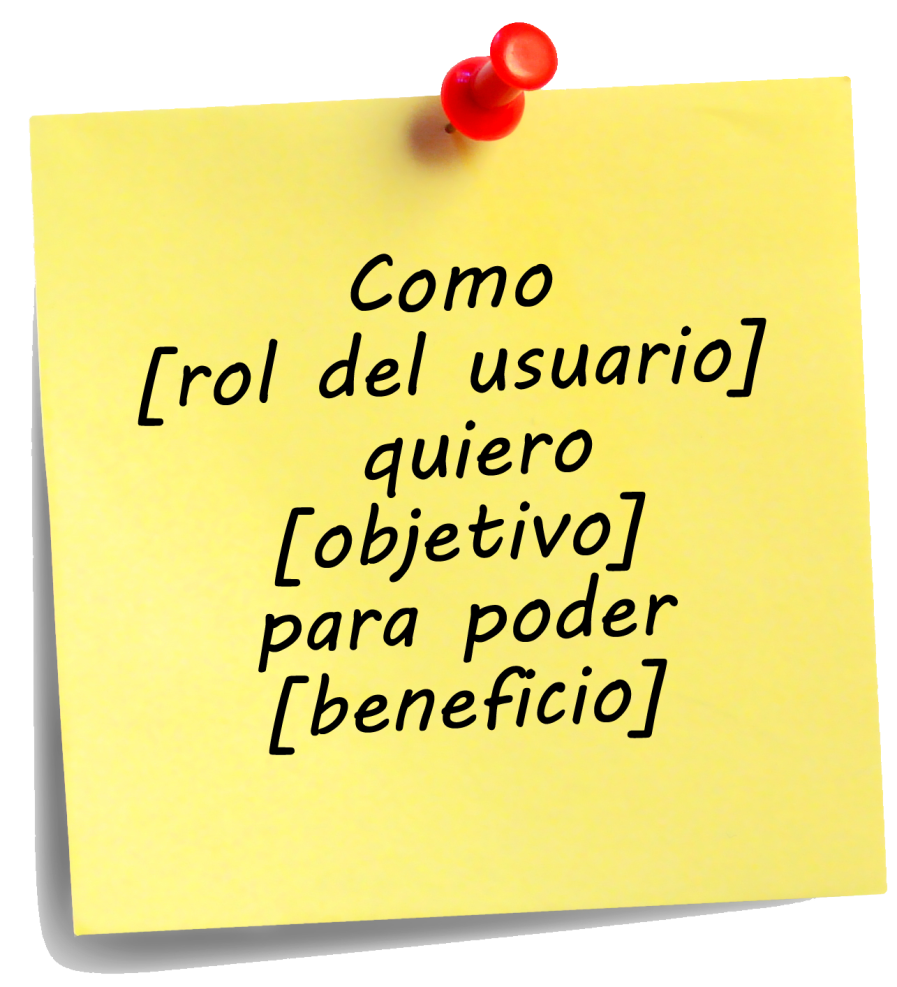 Como
[rol del usuario]
quiero
[objetivo]
para poder
[beneficio]